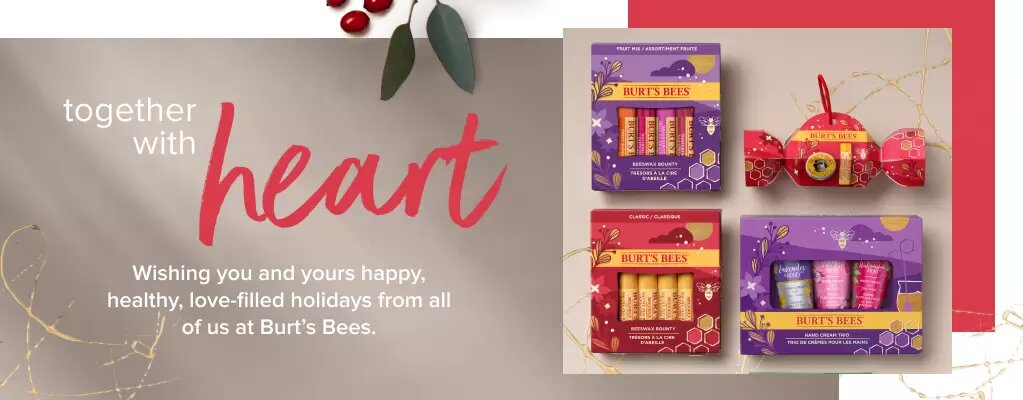 together
with
heart
Wishing you and yours happy,
healthy, love-filled holidays from all
of us at Burt's Bees.
FRUIT MIX / ASSORTIMENT FRUITS
BURT'S BEES
BEESWAX BOUNTY
TRÉSORS À LA CIRE
D'ABEILLE
BURT'S BEES
CLASSIC / CLASSIQUE
BURT'S BEES
BEESWAX BOUNTY
TRÉSORS À LA CIRE
D'ABEILLE
BURT'S BEES
HAND CREAM TRIO
TRIO DE CRÈMES POUR LES MAINS